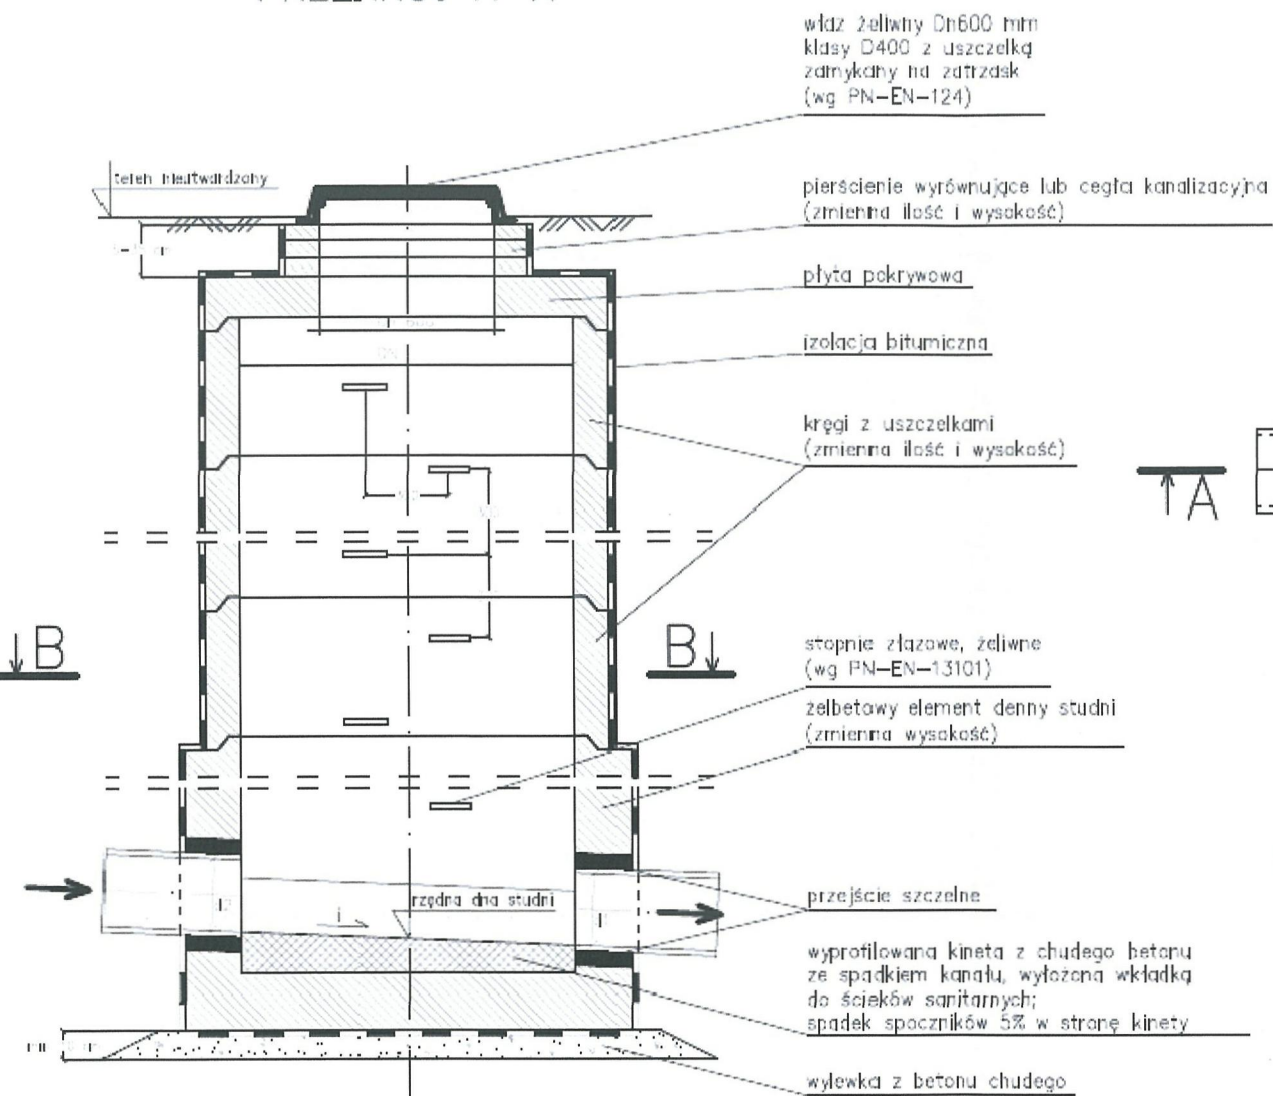 właz żeliwny Dn600 mm
klasy D400 z uszczelką
zamykany na zatrzask
(wg PN-EN-124)
teren nieutwardzony
pierścienie wyrównujące lub cegła kanalizacyjna
(zmienna ilość i wysokość)
płyta pokrywowa
izolacja bitumiczna
DN
kręgi z uszczelkami
(zmienna ilość i wysokość)
A
B
B
stopnie złazowe, żeliwne
(wg PN-EN-13101)
żelbetowy element denny studni
(zmienna wysokość)
rzędna dna studni
i
przejście szczelne
wyprofilowana kineta z chudego betonu
ze spadkiem kanału, wyłożona wkładką
do ścieków sanitarnych;
spadek spoczników 5% w stronę kinety
wylewka z betonu chudego